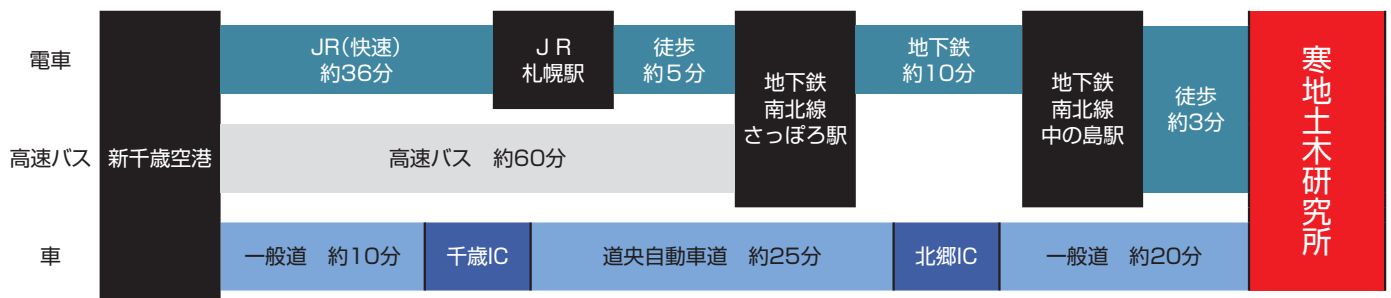 電車
JR（快速）
約36分
ＪＲ
札幌駅
徒歩
約５分
地下鉄
南北線
さっぽろ駅
地下鉄
約10分
地下鉄
南北線
中の島駅
徒歩
約3分
寒地土木研究所
高速バス
新千歳空港
高速バス　約60分
車
一般道　約10分
千歳IC
道央自動車道　約25分
北郷IC
一般道　約20分